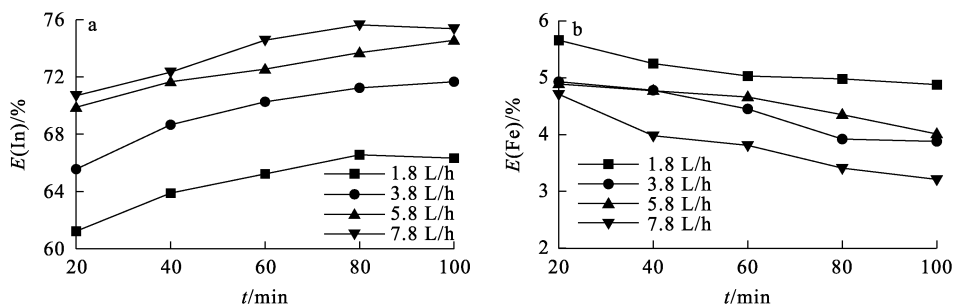 a
E(In)/%
76
72
68
64
60
1.8 L/h
3.8 L/h
5.8 L/h
7.8 L/h
20 40 60 80 100
t/min
b
E(Fe)/%
6
5
4
3
2
1.8 L/h
3.8 L/h
5.8 L/h
7.8 L/h
20 40 60 80 100
t/min